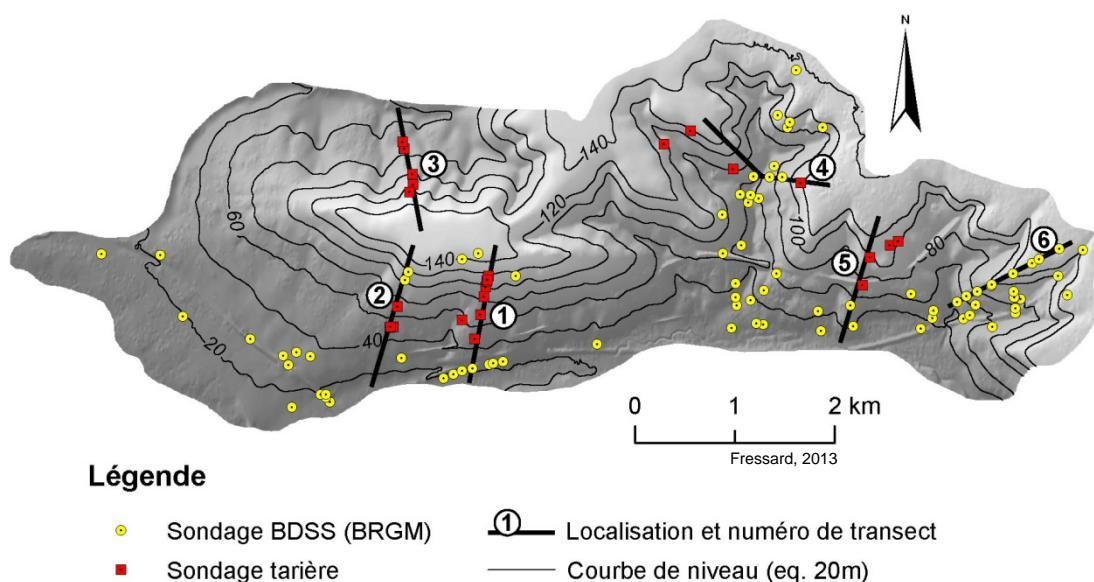 N
140
3
4
120
60
100
6
80
5
140
2
1
40
20
0 1 2 km
Fressard, 2013
Légende
Sondage BDSS (BRGM)
1 Localisation et numéro de transect
Sondage tarière
Courbe de niveau (eq. 20m)